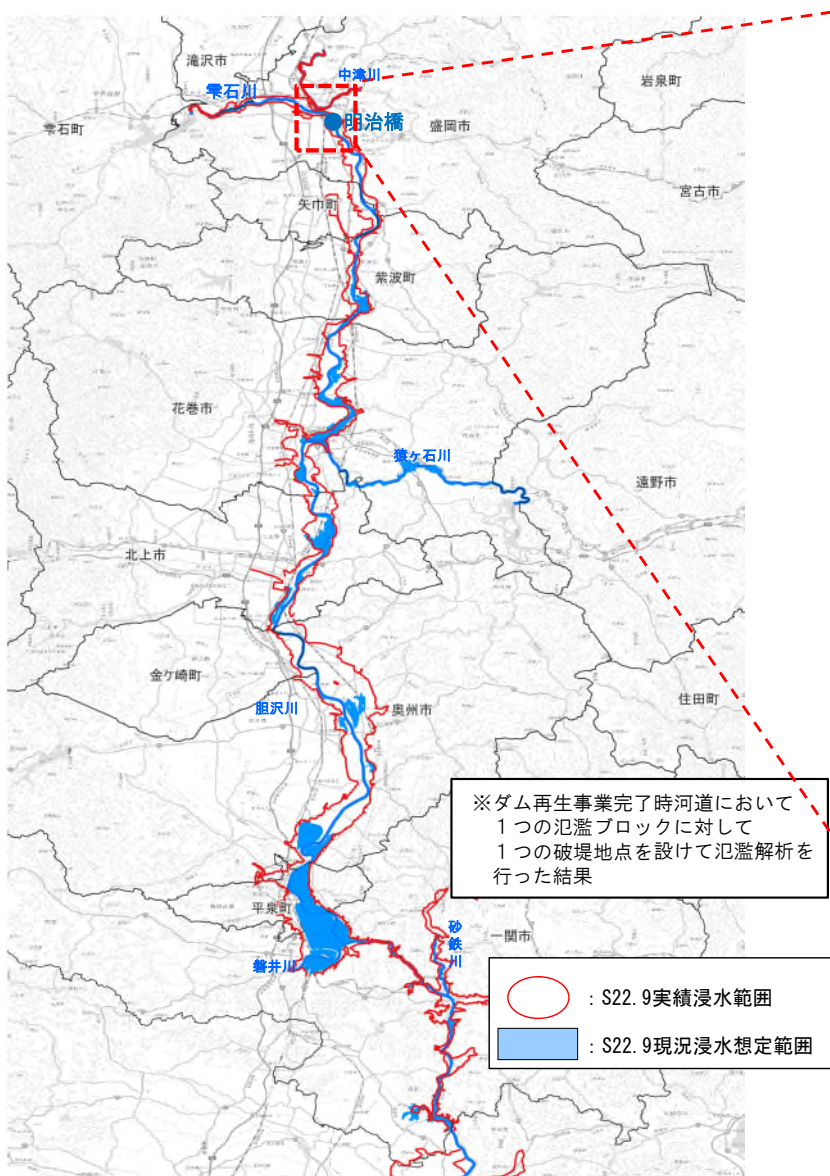 滝沢市
中津川
岩泉町
雫石川
明治橋
雫石町
盛岡市
宮古市
矢巾町
紫波町
花巻市
猿ヶ石川
遠野市
北上市
金ケ崎町
住田町
胆沢川
奥州市
※ダム再生事業完了時河道において
１つの氾濫ブロックに対して
１つの破堤地点を設けて氾濫解析を
行った結果
平泉町
砂鉄川
一関市
磐井川
：S22.9実績浸水範囲
：S22.9現況浸水想定範囲